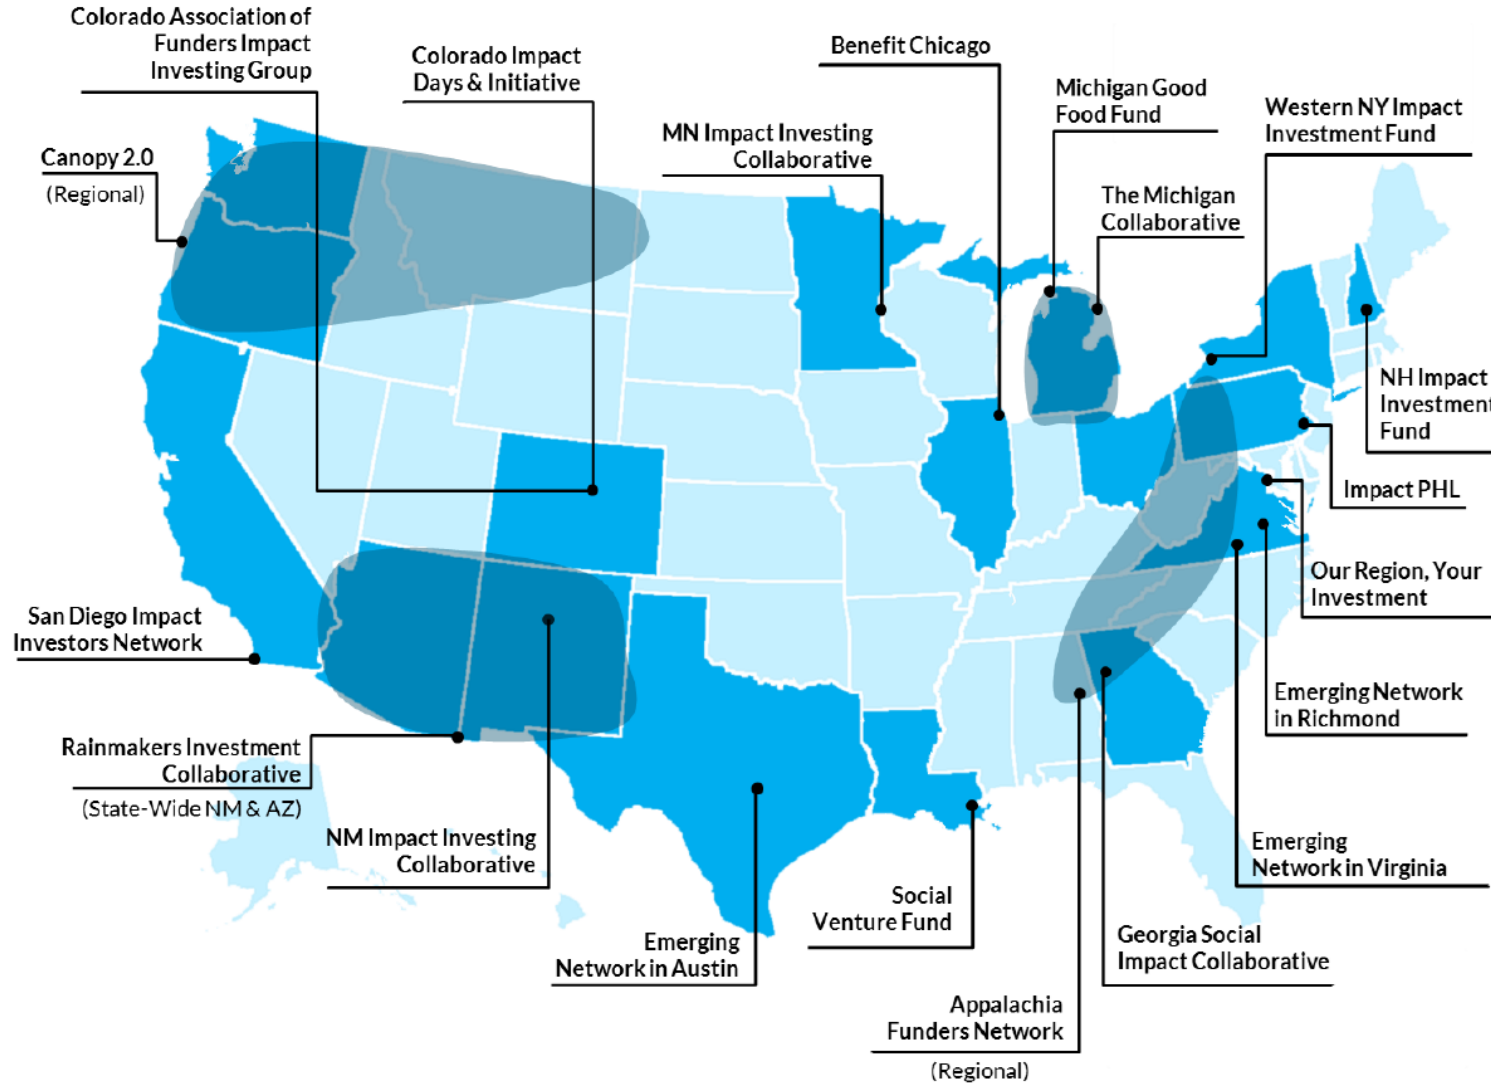 Colorado Association of
Funders Impact
Investing Group
Colorado Impact
Days & Initiative
Benefit Chicago
Michigan Good
Food Fund
Western NY Impact
Investment Fund
MN Impact Investing
Collaborative
Canopy 2.0
(Regional)
The Michigan
Collaborative
NH Impact
Investment
Fund
Impact PHL
Our Region, Your
Investment
San Diego Impact
Investors Network
Emerging Network
in Richmond
Rainmakers Investment
Collaborative
(State-Wide NM & AZ)
NM Impact Investing
Collaborative
Emerging
Network in Virginia
Social
Venture Fund
Emerging
Network in Austin
Georgia Social
Impact Collaborative
Appalachia
Funders Network
(Regional)